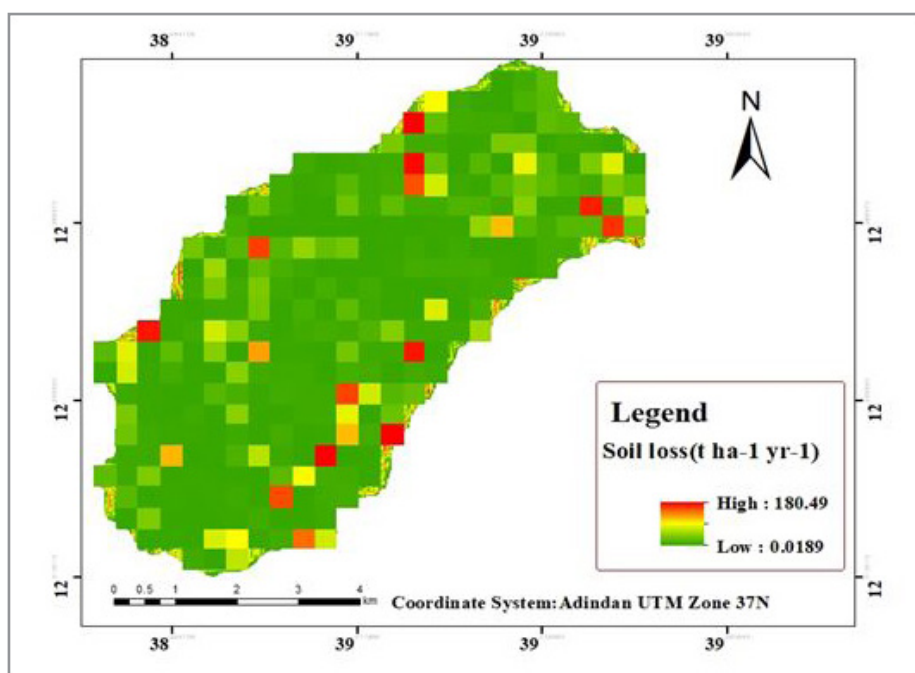 38 39 39 39
N
12 12
12 12
Legend
Soil loss(t ha-1 yr-1)
High : 180.49
Low : 0.0189
12 12
0 0.5 1 2 3 4
km
Coordinate System: Adindan UTM Zone 37N
38 39 39 39